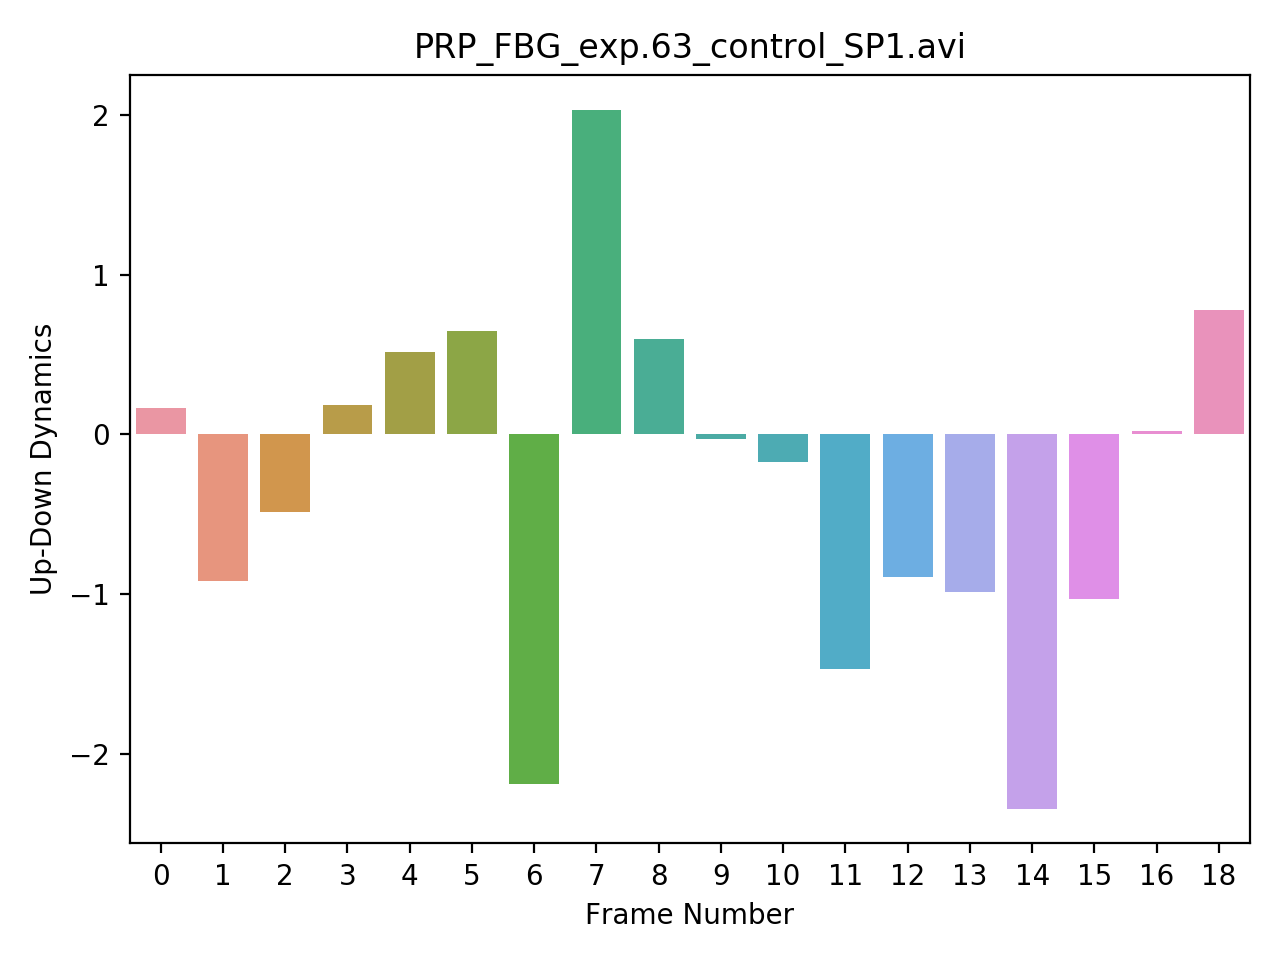 PRP_FBG_exp.63_control_SP1.avi
Up-Down Dynamics
2
1
0
−1
−2
0 1 2 3 4 5 6 7 8 9 10 11 12 13 14 15 16 18
Frame Number